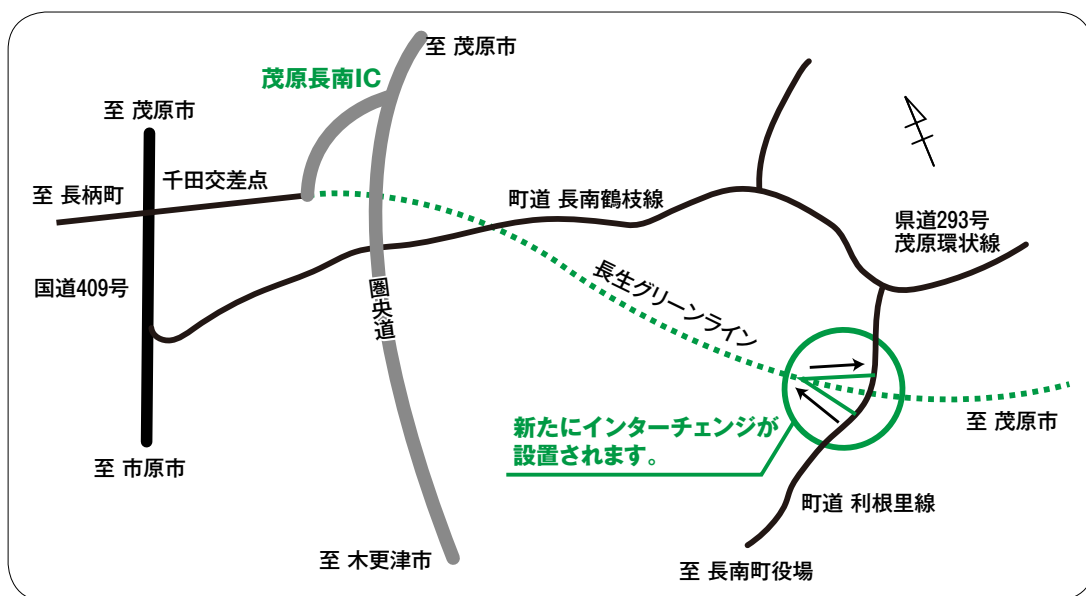 至 茂原市
茂原長南IC
至 茂原市
千田交差点
至 長柄町
町道 長南鶴枝線
県道293号
茂原環状線
国道409号
圏央道
長生グリーンライン
新たにインターチェンジが
設置されます。
至 茂原市
至 市原市
町道 利根里線
至 木更津市
至 長南町役場